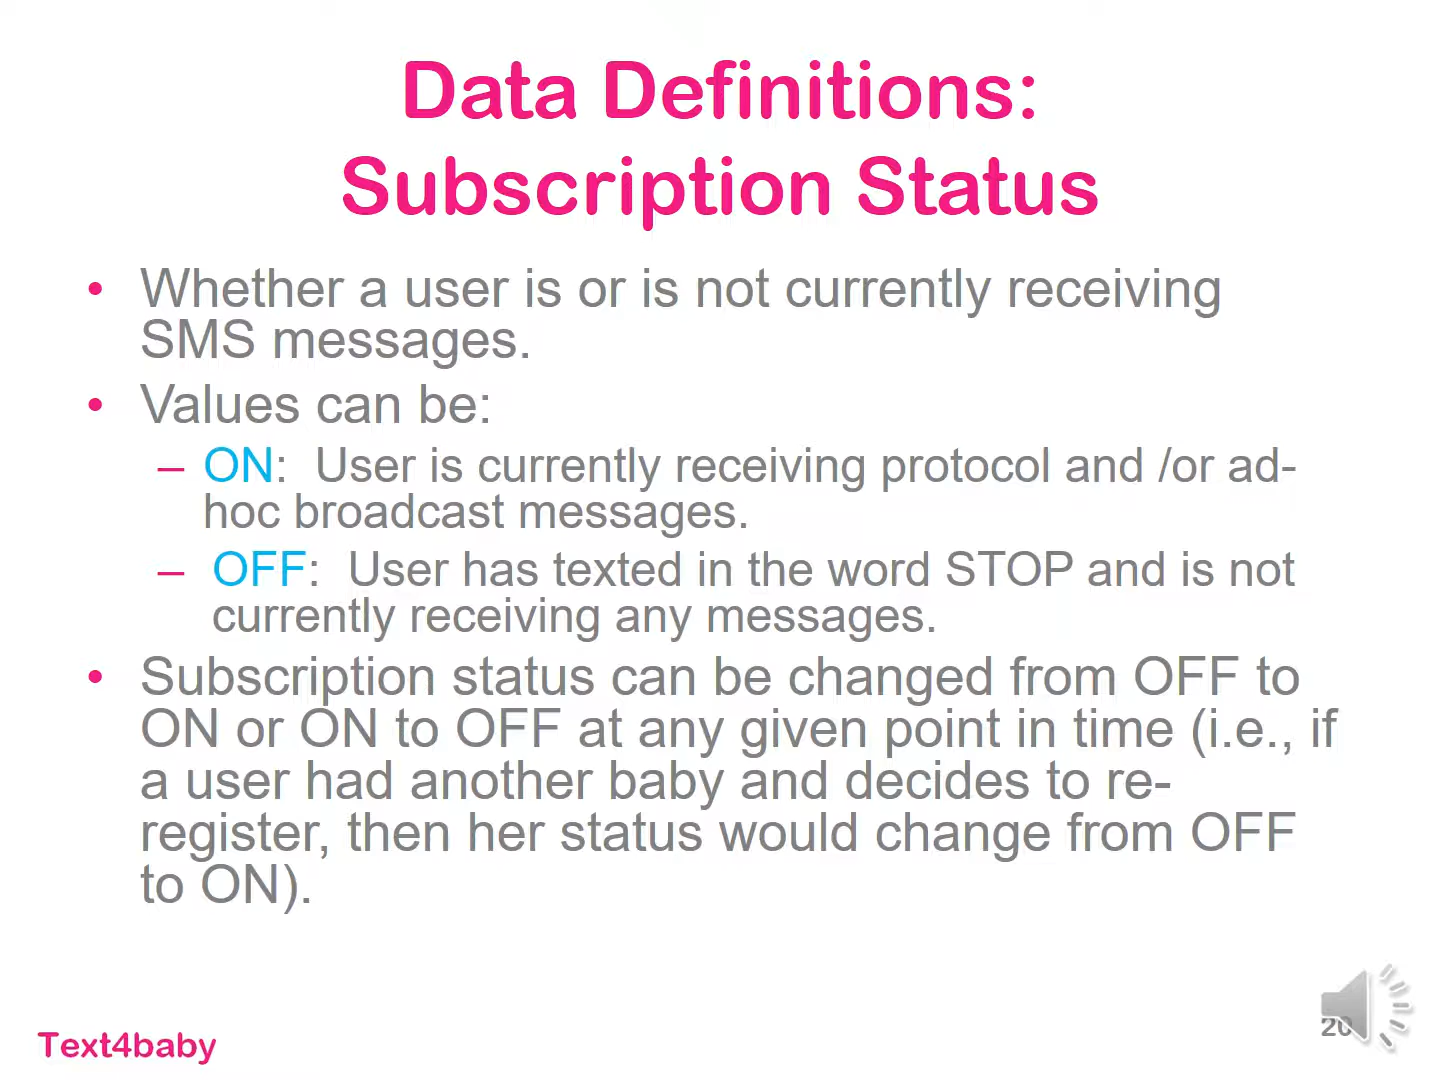 Data Definitions:
Subscription Status
• Whether a user is or is not currently receiving
SMS messages.
• Values can be:
– ON:  User is currently receiving protocol and /or ad-
hoc broadcast messages.
– OFF:  User has texted in the word STOP and is not
currently receiving any messages.
• Subscription status can be changed from OFF to
ON or ON to OFF at any given point in time (i.e., if
a user had another baby and decides to re-
register, then her status would change from OFF
to ON).
Text4baby
20